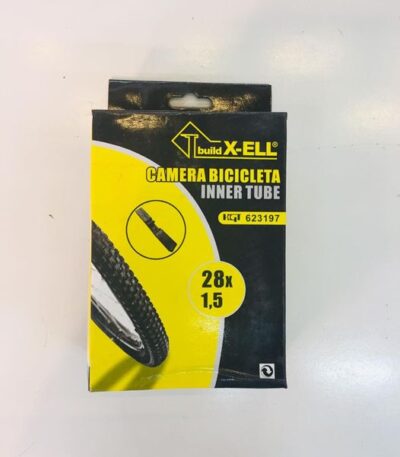 build X-ELL®
CAMERA BICICLETA
INNER TUBE
623197
28x
1,5